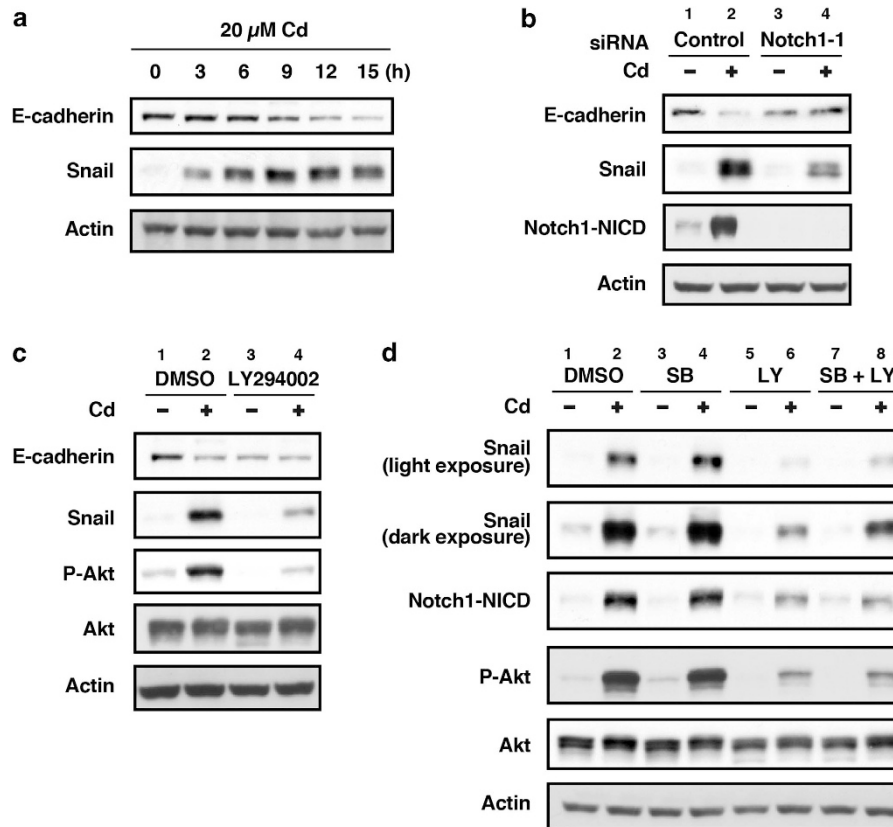 a
20 µM Cd
0 3 6 9 12 15 (h)
E-cadherin
Snail
Actin
b
1 2 3 4
siRNA Control Notch1-1
Cd − + − +
E-cadherin
Snail
Notch1-NICD
Actin
c
1 2 3 4
DMSO LY294002
Cd − + − +
E-cadherin
Snail
P-Akt
Akt
Actin
d
1 2 3 4 5 6 7 8
DMSO SB LY SB + LY
Cd − + − + − + − +
Snail
(light exposure)
Snail
(dark exposure)
Notch1-NICD
P-Akt
Akt
Actin